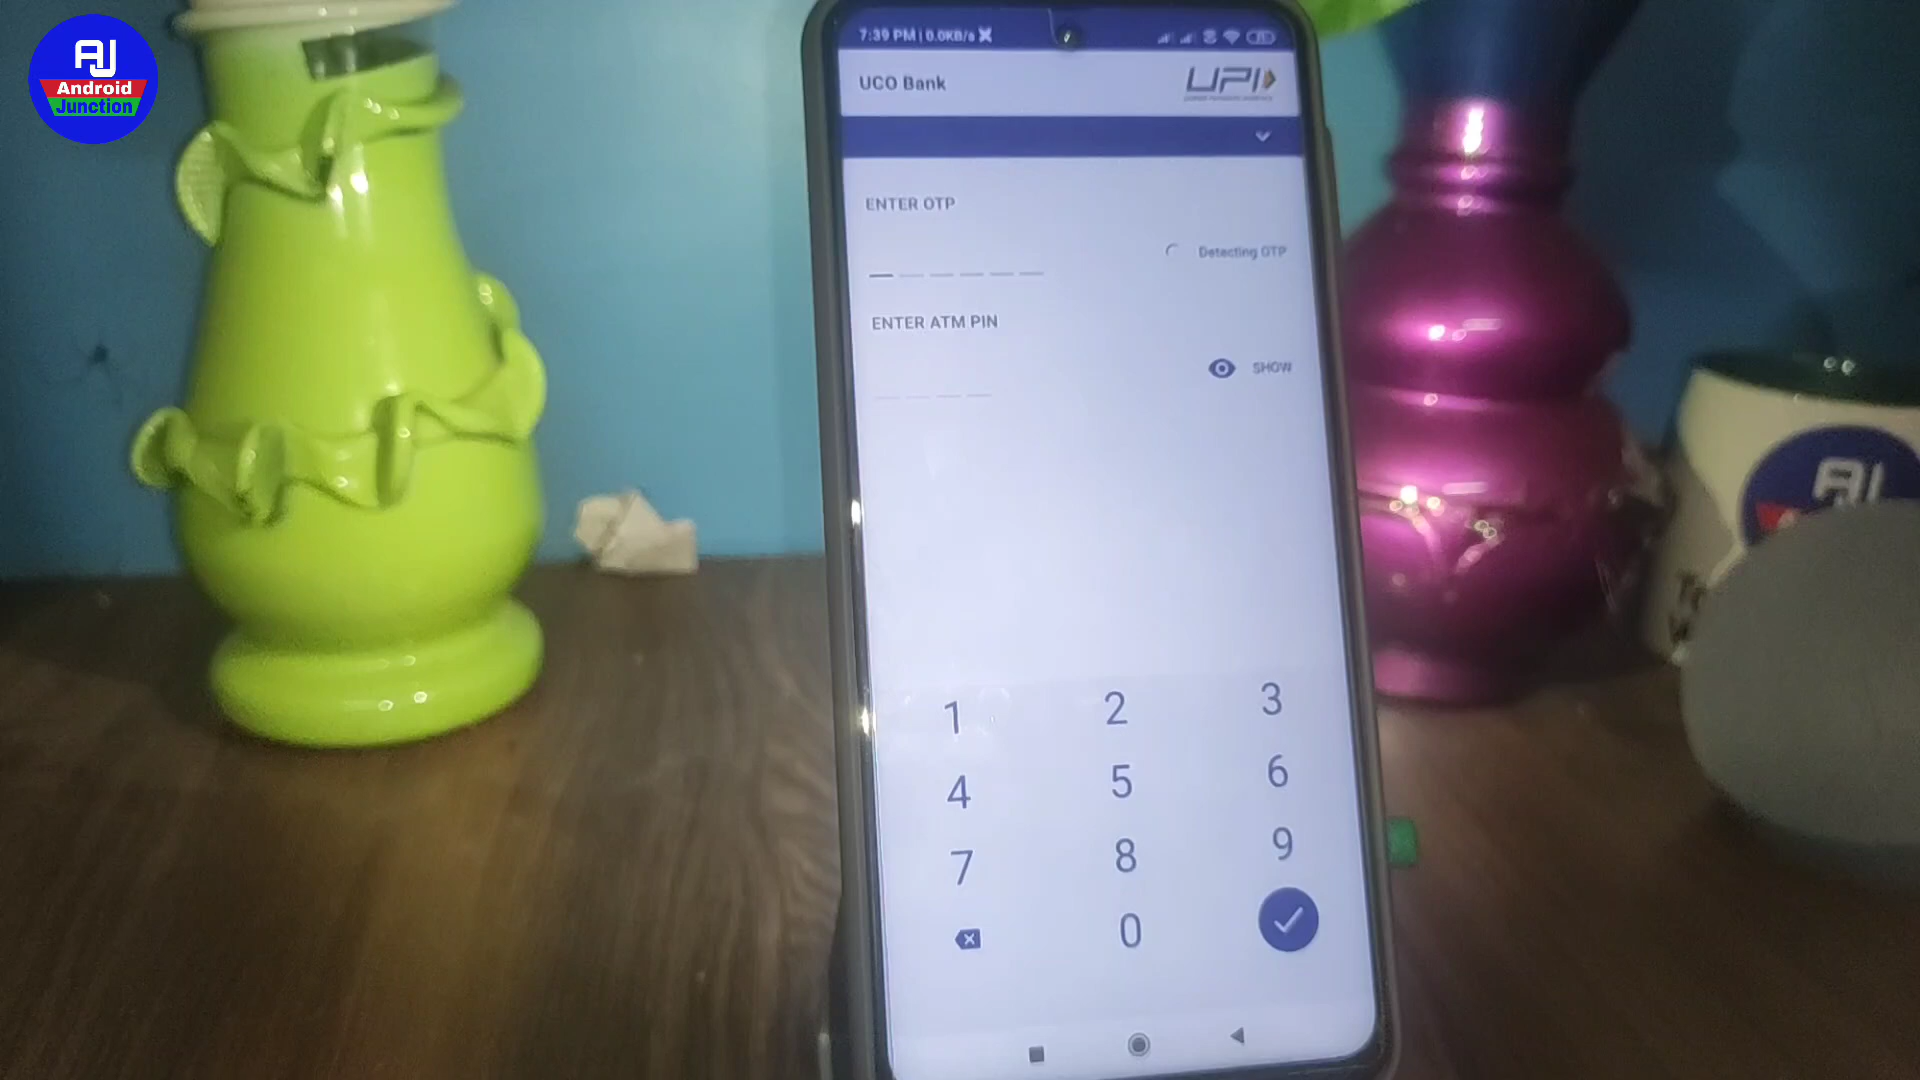 AJ
Android
Junction
7:39 PM | 0.0KB/s
UCO Bank
UPI
ENTER OTP
Detecting OTP
ENTER ATM PIN
SHOW
1 2 3
4 5 6
7 8 9
0
AJ